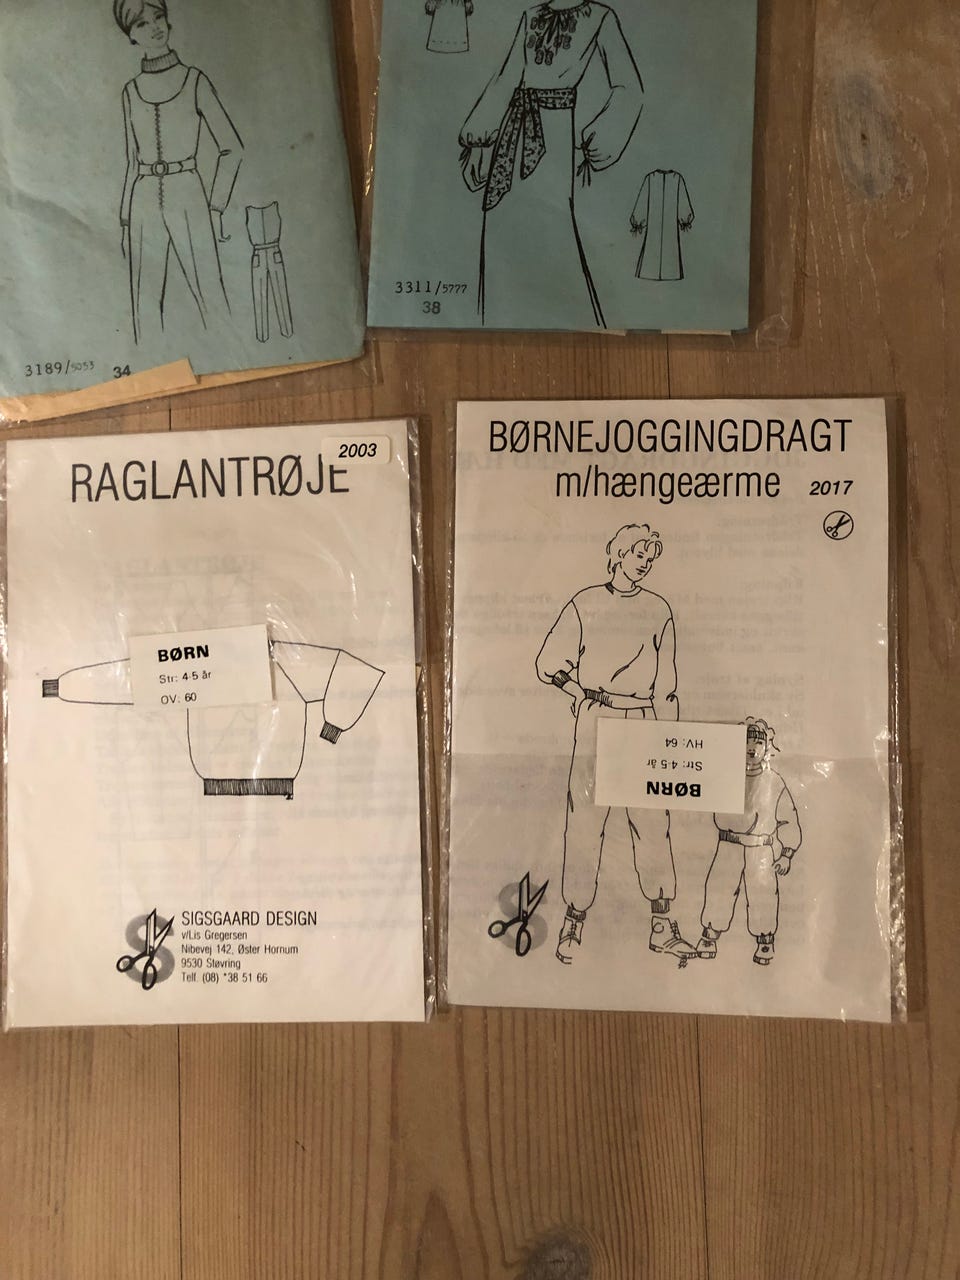 3189/5053 34
3311/5777
38
2003
RAGLANTRØJE
BØRN
Str: 4-5 år
OV: 60
SIGSGAARD DESIGN
v/Lis Gregersen
Nibevej 142, Øster Hornum
9530 Støvring
Telf. (08) *38 51 66
BØRNEJOGGINGDRAGT
m/hængeærme 2017
BØRN
Str: 4-5 år
HV: 64